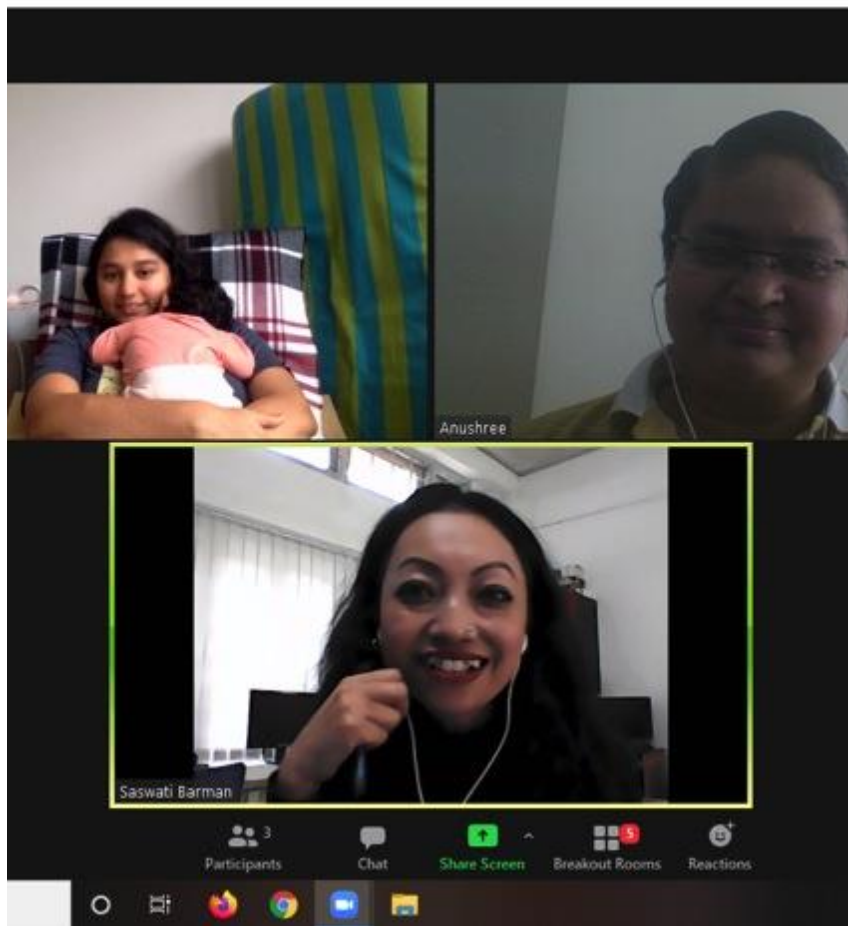 Anushree
Saswati Barman
3
5
Participants
Chat
Share Screen
Breakout Rooms
Reactions